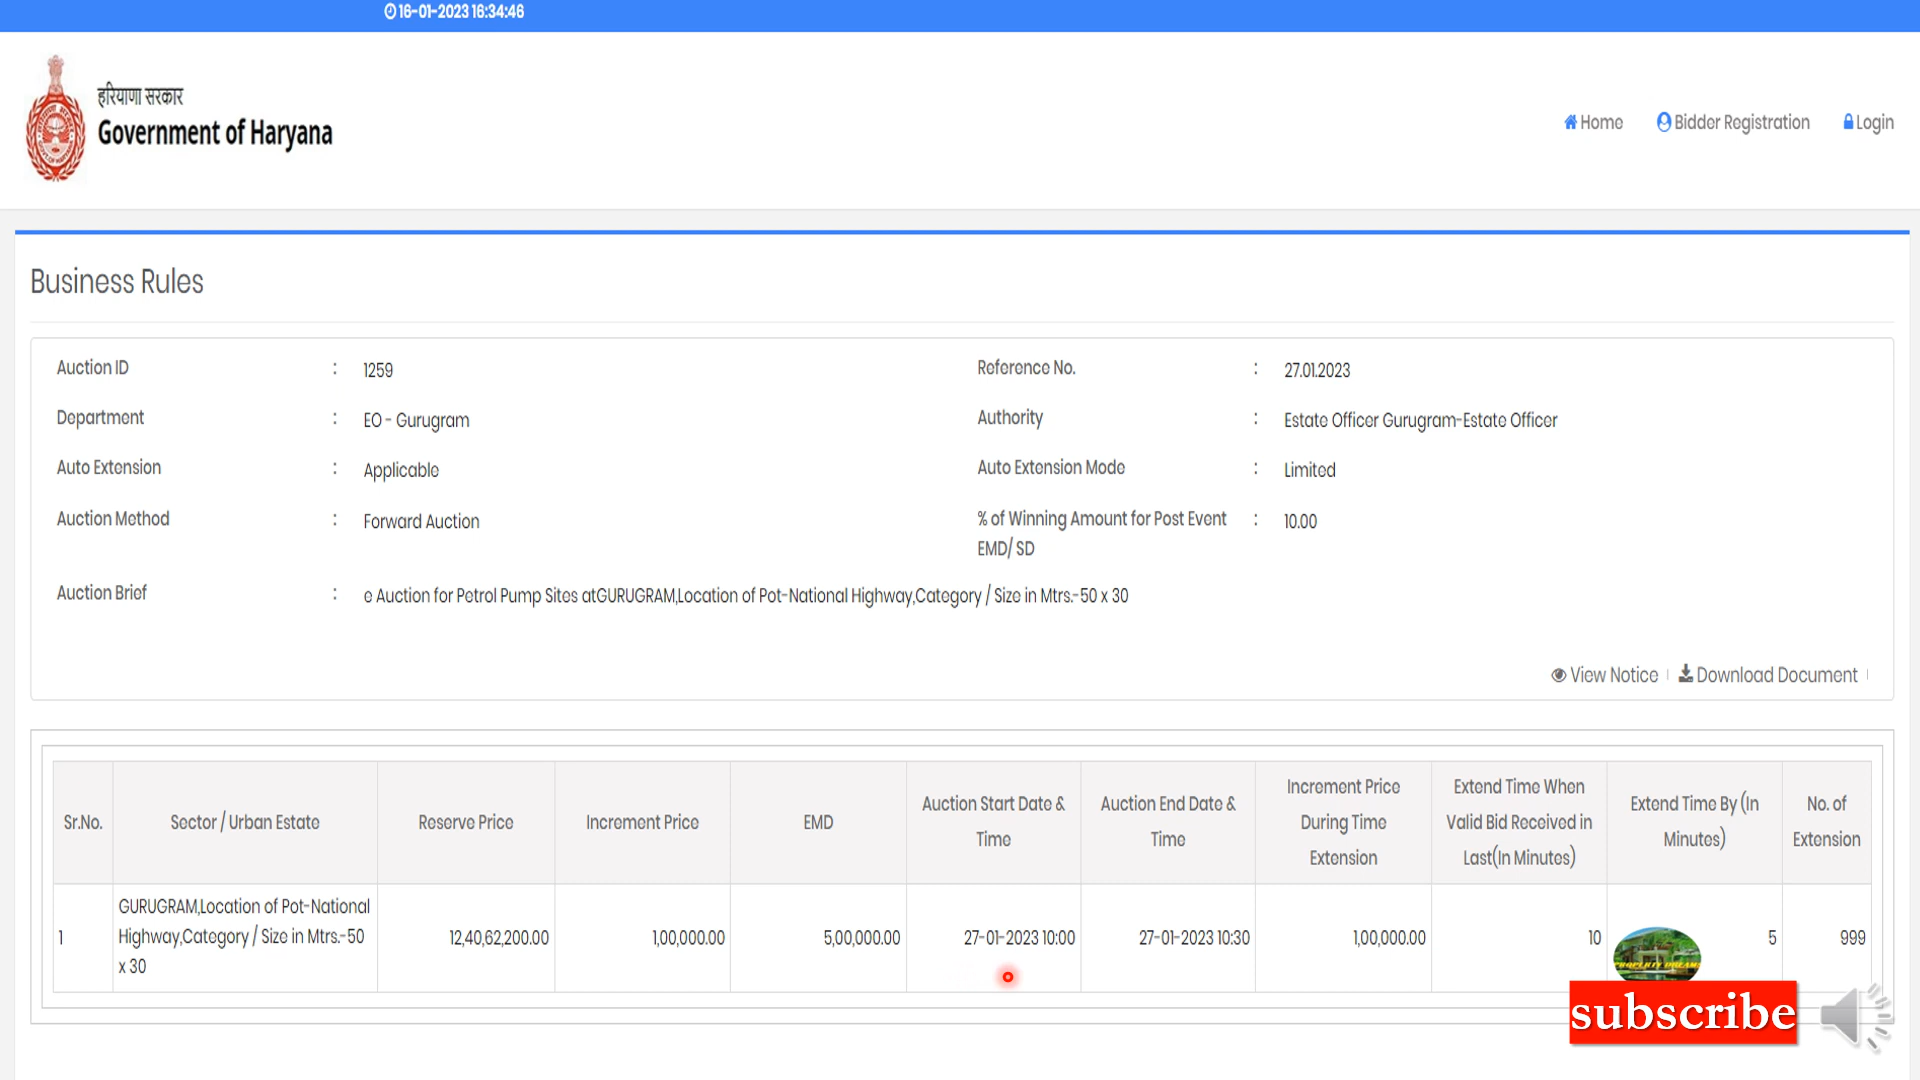 16-01-2023 16:34:46
हरियाणा सरकार
Government of Haryana
Home
Bidder Registration
Login
Business Rules
Auction ID : 1259
Reference No. : 27.01.2023
Department : EO - Gurugram
Authority : Estate Officer Gurugram-Estate Officer
Auto Extension : Applicable
Auto Extension Mode : Limited
Auction Method : Forward Auction
% of Winning Amount for Post Event : 10.00
EMD/ SD
Auction Brief : e Auction for Petrol Pump Sites atGURUGRAM,Location of Pot-National Highway,Category / Size in Mtrs.-50 x 30
View Notice
Download Document
Sr.No.
Sector / Urban Estate
Reserve Price
Increment Price
EMD
Auction Start Date &
Time
Auction End Date &
Time
Increment Price
During Time
Extension
Extend Time When
Valid Bid Received in
Last(In Minutes)
Extend Time By (In
Minutes)
No. of
Extension
1
GURUGRAM,Location of Pot-National
Highway,Category / Size in Mtrs.-50
x 30
12,40,62,200.00
1,00,000.00
5,00,000.00
27-01-2023 10:00
27-01-2023 10:30
1,00,000.00
10
5
999
subscribe